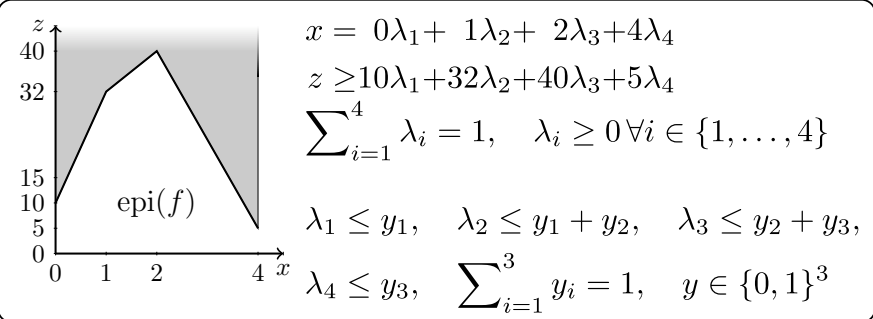 z
40
32
15
10
5
0
0 1 2 4 x
epi(f)
x = 0λ₁+ 1λ₂+ 2λ₃+4λ₄
z ≥10λ₁+32λ₂+40λ₃+5λ₄
∑⁴ᵢ₌₁ λᵢ = 1, λᵢ ≥ 0 ∀i ∈ {1, . . . , 4}
λ₁ ≤ y₁, λ₂ ≤ y₁ + y₂, λ₃ ≤ y₂ + y₃,
λ₄ ≤ y₃, ∑³ᵢ₌₁ yᵢ = 1, y ∈ {0, 1}³